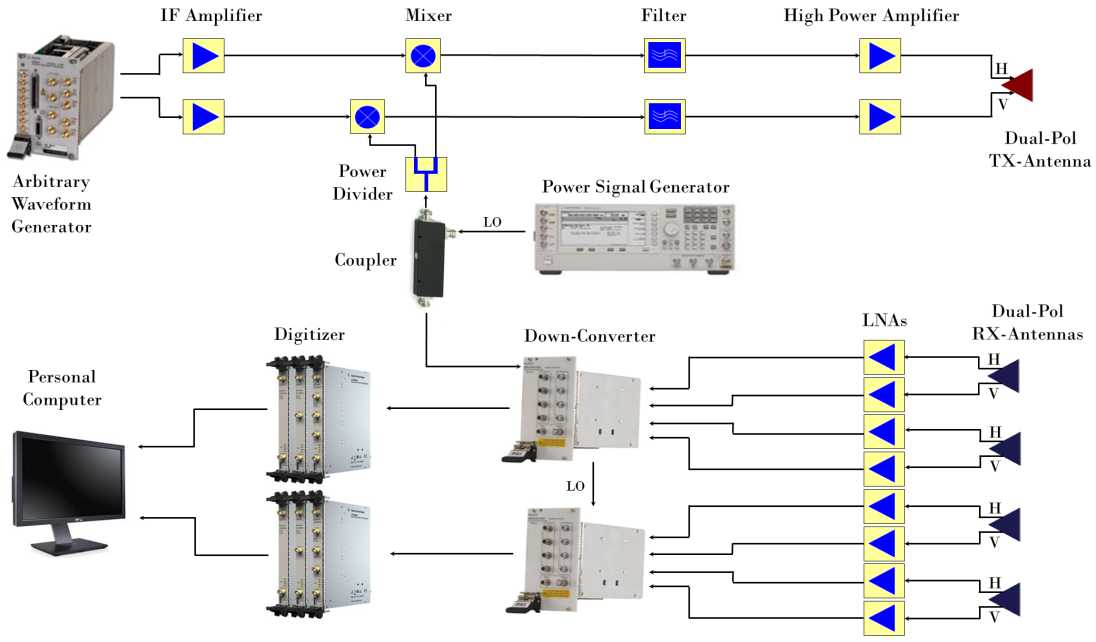 IF Amplifier
Mixer
Filter
High Power Amplifier
H
V
Dual-Pol
TX-Antenna
Arbitrary
Waveform
Generator
Power
Divider
Power Signal Generator
LO
Coupler
Digitizer
Down-Converter
LNAs
Dual-Pol
RX-Antennas
Personal
Computer
H
V
H
V
LO
H
V
H
V